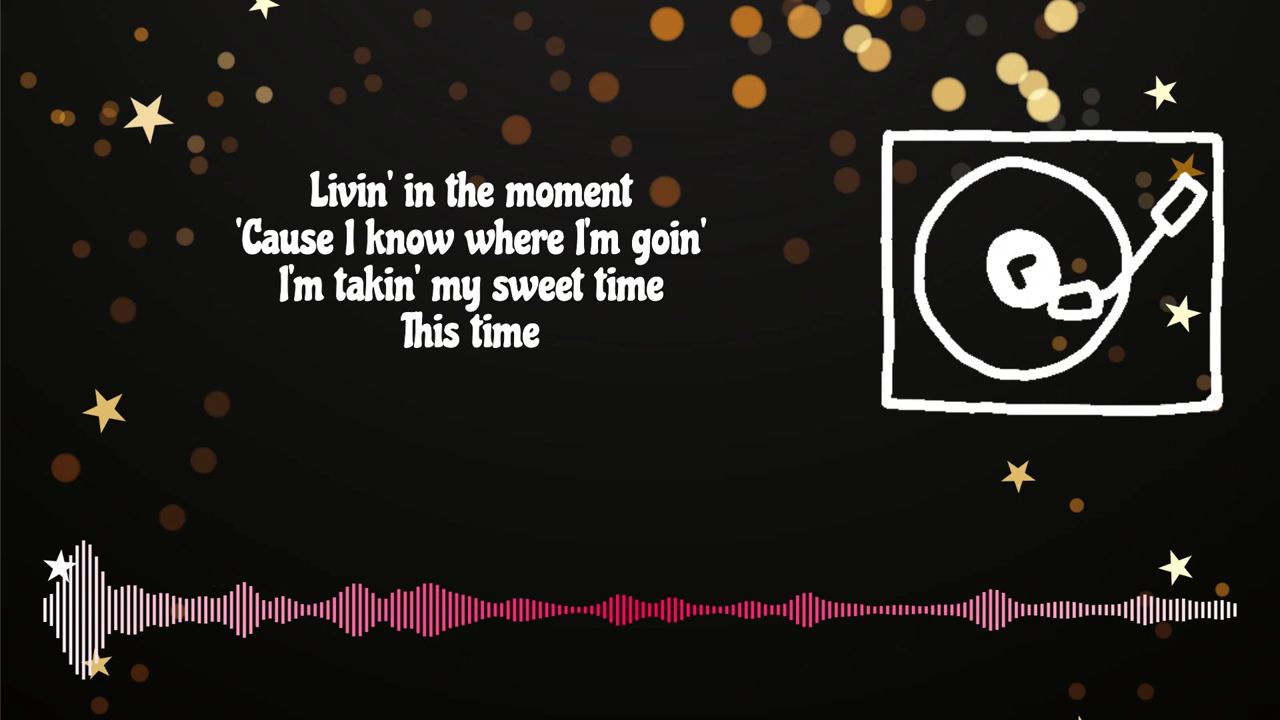 Livin' in the moment
'Cause I know where I'm goin'
I'm takin' my sweet time
This time